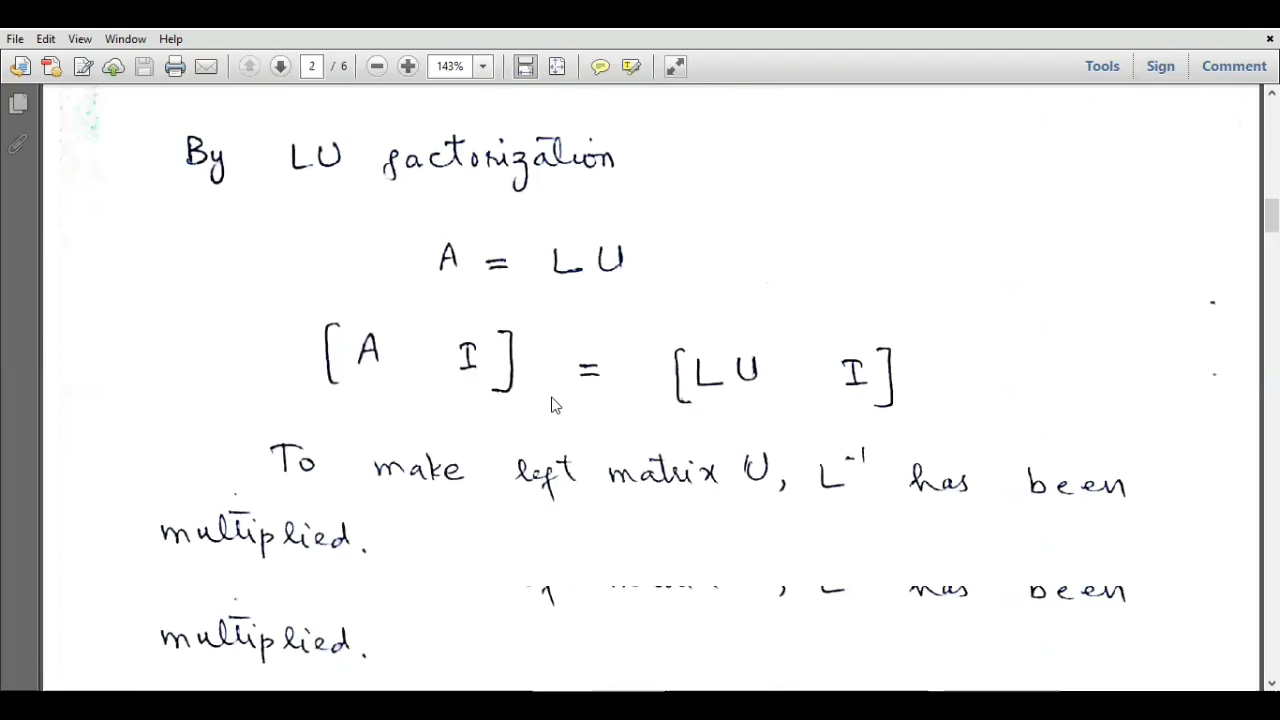 File Edit View Window Help
2 / 6 143% Tools Sign Comment
By LU factorization
A = LU
[A I] = [LU I]
To make left matrix U, L⁻¹ has been
multiplied.
has been
multiplied.